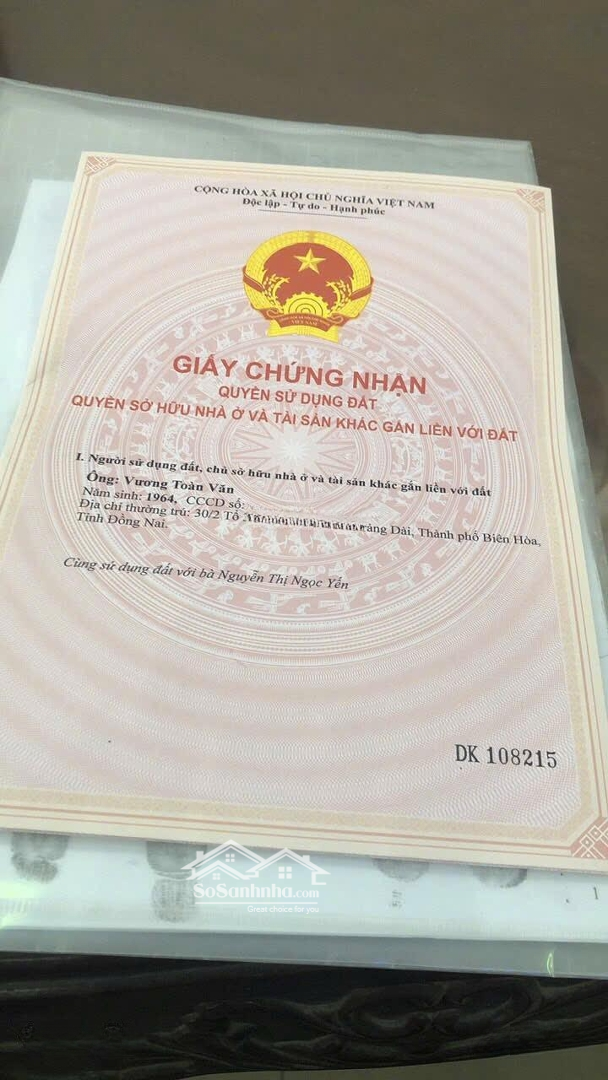 CỘNG HÒA XÃ HỘI CHỦ NGHĨA VIỆT NAM
Độc lập - Tự do - Hạnh phúc
VIỆT NAM
GIẤY CHỨNG NHẬN
QUYỀN SỬ DỤNG ĐẤT
QUYỀN SỞ HỮU NHÀ Ở VÀ TÀI SẢN KHÁC GẮN LIỀN VỚI ĐẤT
I. Người sử dụng đất, chủ sở hữu nhà ở và tài sản khác gắn liền với đất
Ông: Vương Toàn Văn
Năm sinh: 1964, CCCD số:
Địa chỉ thường trú: 30/2 Tổ Dài, Thành phố Biên Hòa,
Tỉnh Đồng Nai.
Cùng sử dụng đất với bà Nguyễn Thị Ngọc Yến
DK 108215
SoSanhnha.com
Great choice for you
1